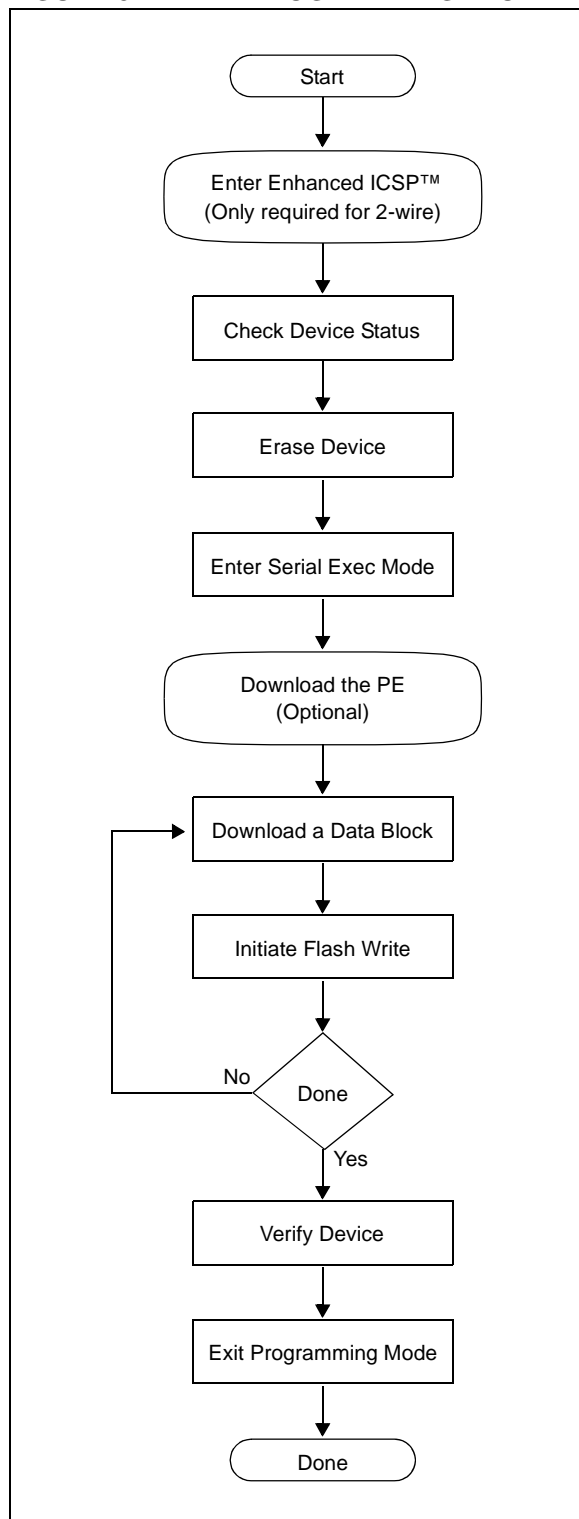 Start
Enter Enhanced ICSP™
(Only required for 2-wire)
Check Device Status
Erase Device
Enter Serial Exec Mode
Download the PE
(Optional)
Download a Data Block
Initiate Flash Write
No
Done
Yes
Verify Device
Exit Programming Mode
Done